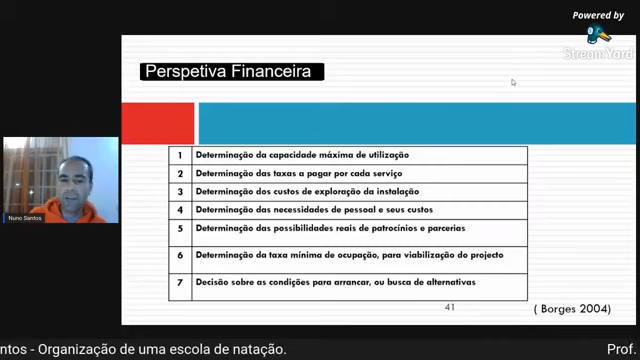 Powered by
StreamYard
Perspetiva Financeira
1 Determinação da capacidade máxima de utilização
2 Determinação das taxas a pagar por cada serviço
3 Determinação dos custos de exploração da instalação
4 Determinação das necessidades de pessoal e seus custos
5 Determinação das possibilidades reais de patrocínios e parcerias
6 Determinação da taxa mínima de ocupação, para viabilização do projecto
7 Decisão sobre as condições para arrancar, ou busca de alternativas
Nuno Santos
41
( Borges 2004)
ntos - Organização de uma escola de natação. Prof.